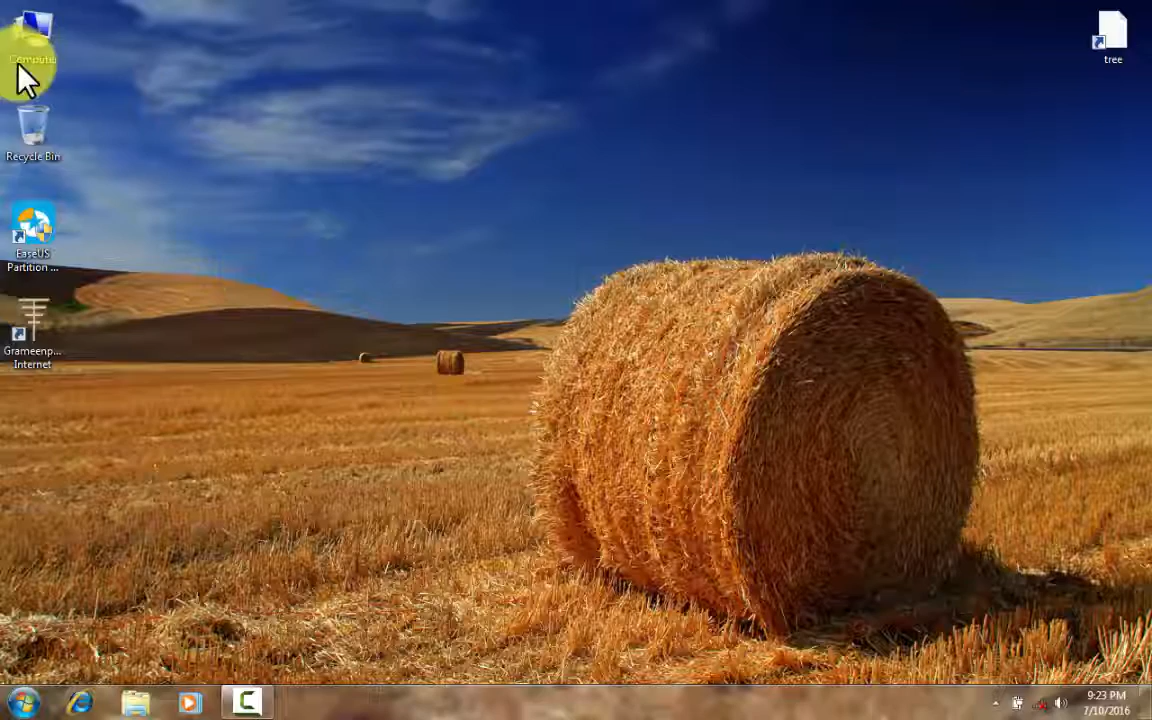 Computer
tree
Recycle Bin
EaseUS
Partition ...
Grameenp...
Internet
9:23 PM
7/10/2016